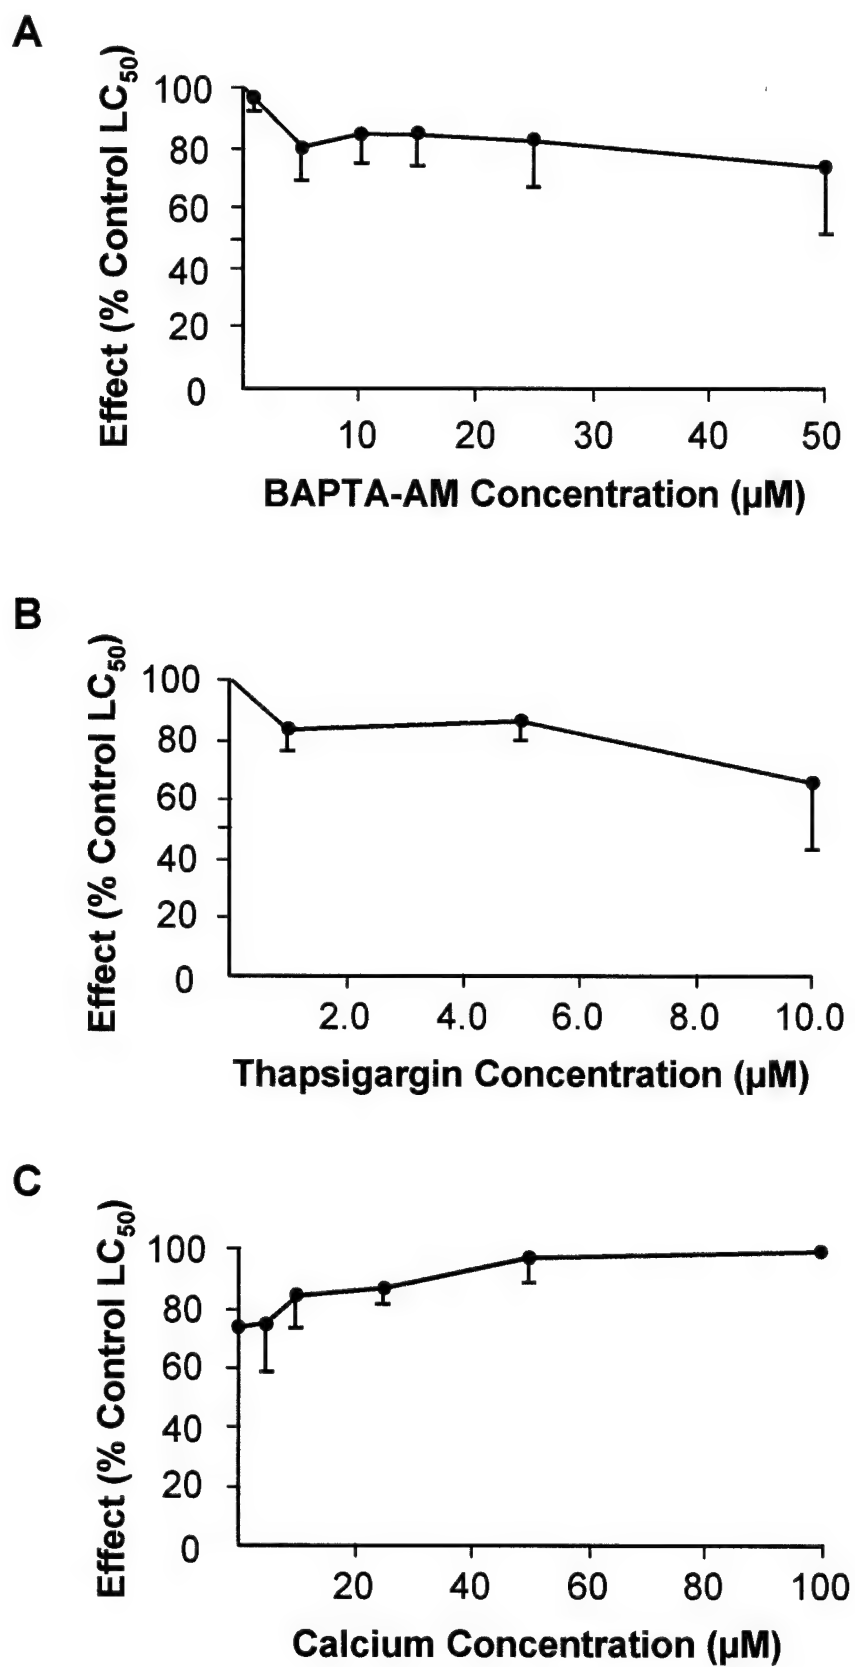 A
Effect (% Control LC50)
100
80
60
40
20
0
10 20 30 40 50
BAPTA-AM Concentration (µM)
B
Effect (% Control LC50)
100
80
60
40
20
0
2.0 4.0 6.0 8.0 10.0
Thapsigargin Concentration (µM)
C
Effect (% Control LC50)
100
80
60
40
20
0
20 40 60 80 100
Calcium Concentration (µM)